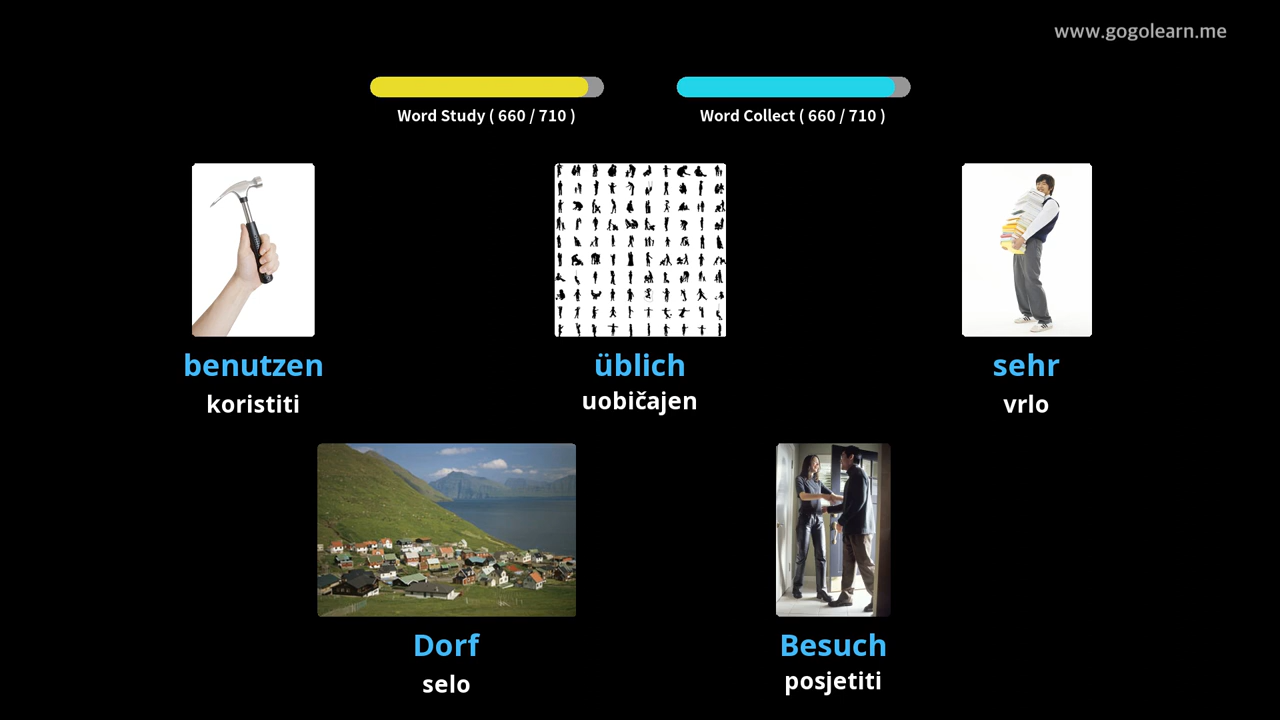 www.gogolearn.me
Word Study ( 660 / 710 )
Word Collect ( 660 / 710 )
benutzen
koristiti
üblich
uobičajen
sehr
vrlo
Dorf
selo
Besuch
posjetiti